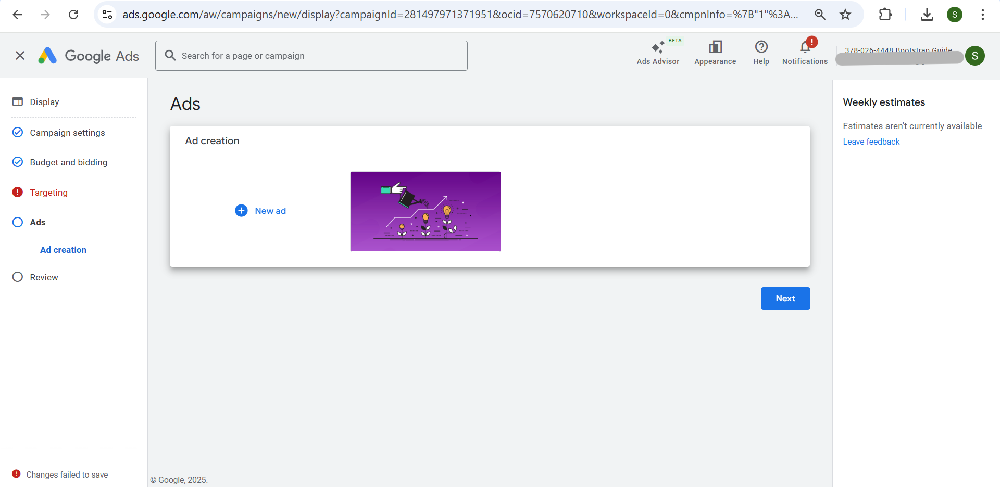 ads.google.com/aw/campaigns/new/display?campaignId=281497971371951&ocid=7570620710&workspaceId=0&cmpnInfo=%7B"1"%3A...
S
Google Ads
Search for a page or campaign
BETA
Ads Advisor
Appearance
Help
!
Notifications
378-026-4448 Bootstrap Guide
S
Display
Campaign settings
Budget and bidding
! Targeting
Ads
Ad creation
Review
! Changes failed to save
Ads
Ad creation
New ad
Next
© Google, 2025.
Weekly estimates
Estimates aren't currently available
Leave feedback